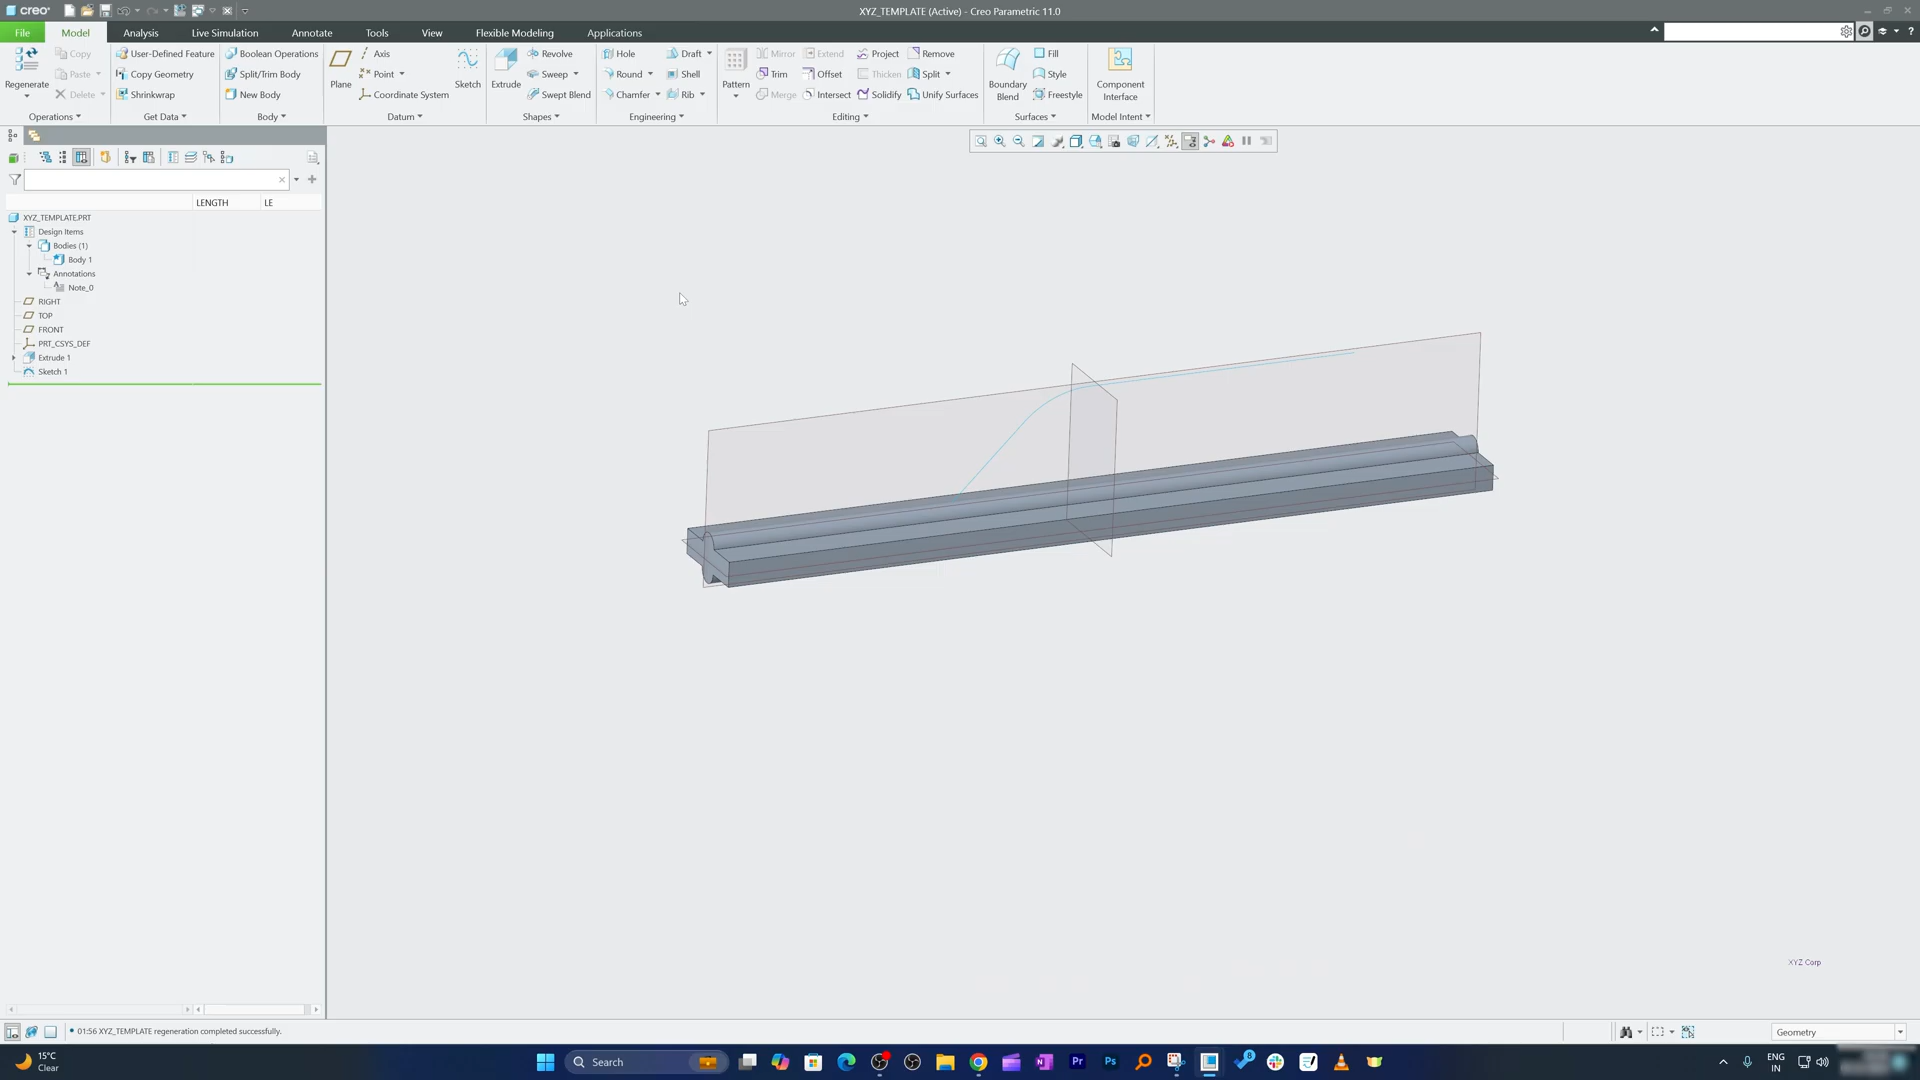 creo
XYZ_TEMPLATE (Active) - Creo Parametric 11.0
File Model Analysis Live Simulation Annotate Tools View Flexible Modeling Applications
Regenerate
Copy
Paste
Delete
Operations
User-Defined Feature
Copy Geometry
Shrinkwrap
Get Data
Boolean Operations
Split/Trim Body
New Body
Body
Plane
Axis
Point
Coordinate System
Sketch
Datum
Extrude
Revolve
Sweep
Swept Blend
Shapes
Hole
Round
Chamfer
Draft
Shell
Rib
Engineering
Pattern
Mirror
Trim
Merge
Extend
Offset
Intersect
Project
Thicken
Solidify
Remove
Split
Unify Surfaces
Editing
Boundary
Blend
Fill
Style
Freestyle
Surfaces
Component
Interface
Model Intent
LENGTH LE
XYZ_TEMPLATE.PRT
Design Items
Bodies (1)
Body 1
Annotations
Note_0
RIGHT
TOP
FRONT
PRT_CSYS_DEF
Extrude 1
Sketch 1
XYZ Corp
01:56 XYZ_TEMPLATE regeneration completed successfully.
Geometry
15°C
Clear
Search
Pr
Ps
8
ENG
IN